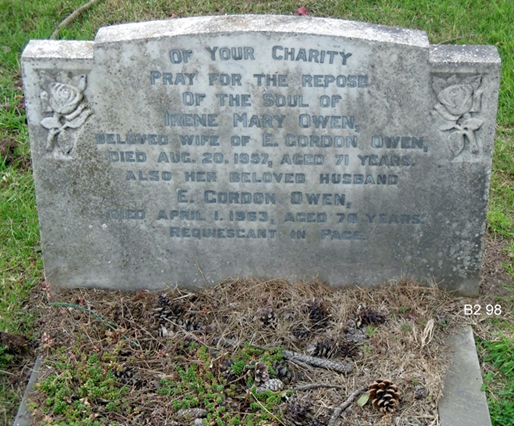 OF YOUR CHARITY
PRAY FOR THE REPOSE
OF THE SOUL OF
IRENE MARY OWEN,
BELOVED WIFE OF E. GORDON OWEN,
DIED AUG. 20, 1957, AGED 71 YEARS.
ALSO HER BELOVED HUSBAND
E. GORDON OWEN,
DIED APRIL 1, 1963, AGED YEARS.
REQUIESCANT IN PACE.
B2 98